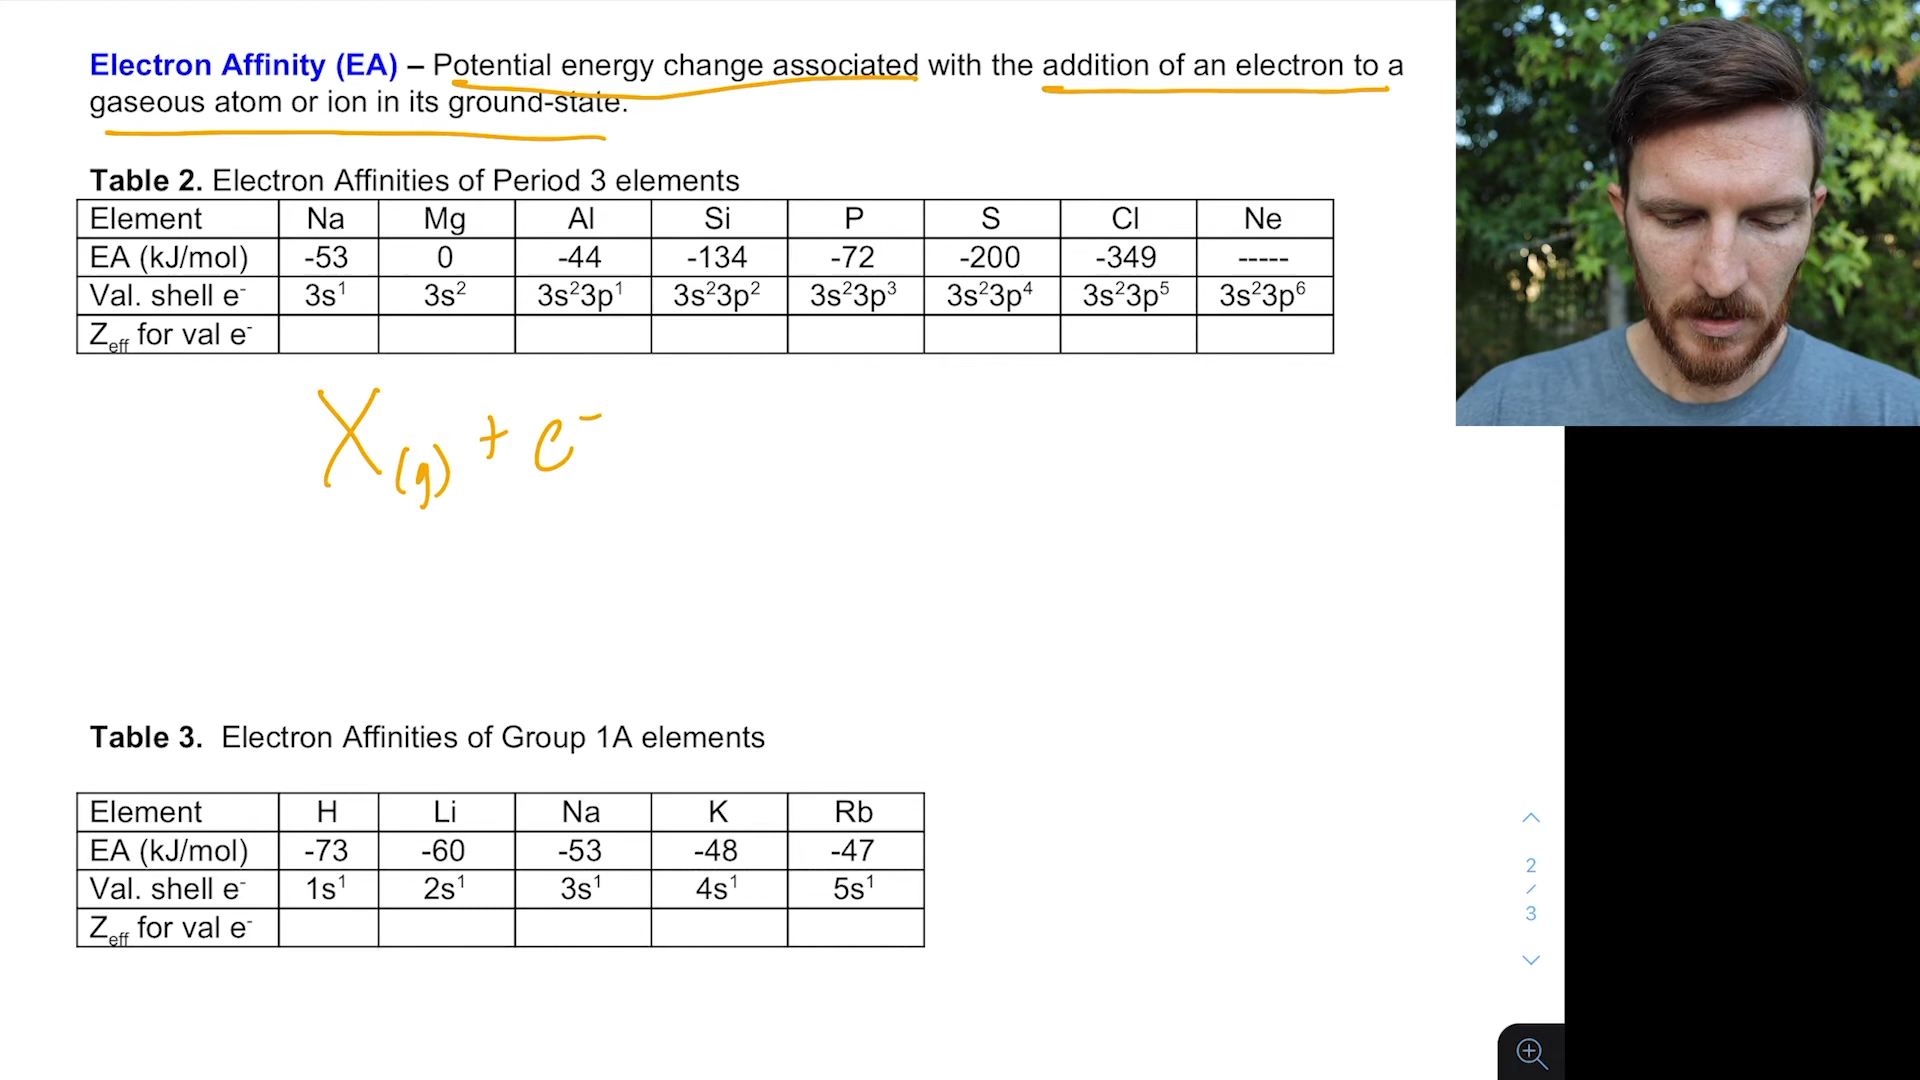 Electron Affinity (EA) – Potential energy change associated with the addition of an electron to a
gaseous atom or ion in its ground-state.
Table 2. Electron Affinities of Period 3 elements
Element Na Mg Al Si P S Cl Ne
EA (kJ/mol) -53 0 -44 -134 -72 -200 -349 -----
Val. shell e⁻ 3s¹ 3s² 3s²3p¹ 3s²3p² 3s²3p³ 3s²3p⁴ 3s²3p⁵ 3s²3p⁶
Zeff for val e⁻
X(g) + e⁻
Table 3. Electron Affinities of Group 1A elements
Element H Li Na K Rb
EA (kJ/mol) -73 -60 -53 -48 -47
Val. shell e⁻ 1s¹ 2s¹ 3s¹ 4s¹ 5s¹
Zeff for val e⁻
2
/
3